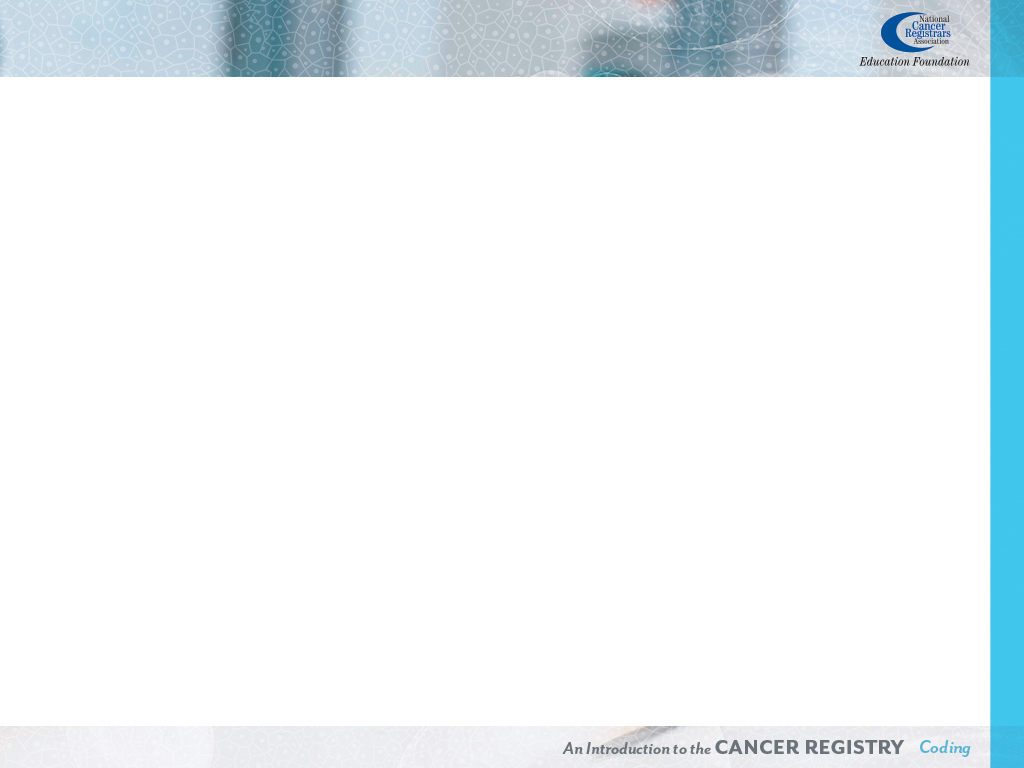 National
Cancer
Registrars
Association
Education Foundation
An Introduction to the CANCER REGISTRY Coding